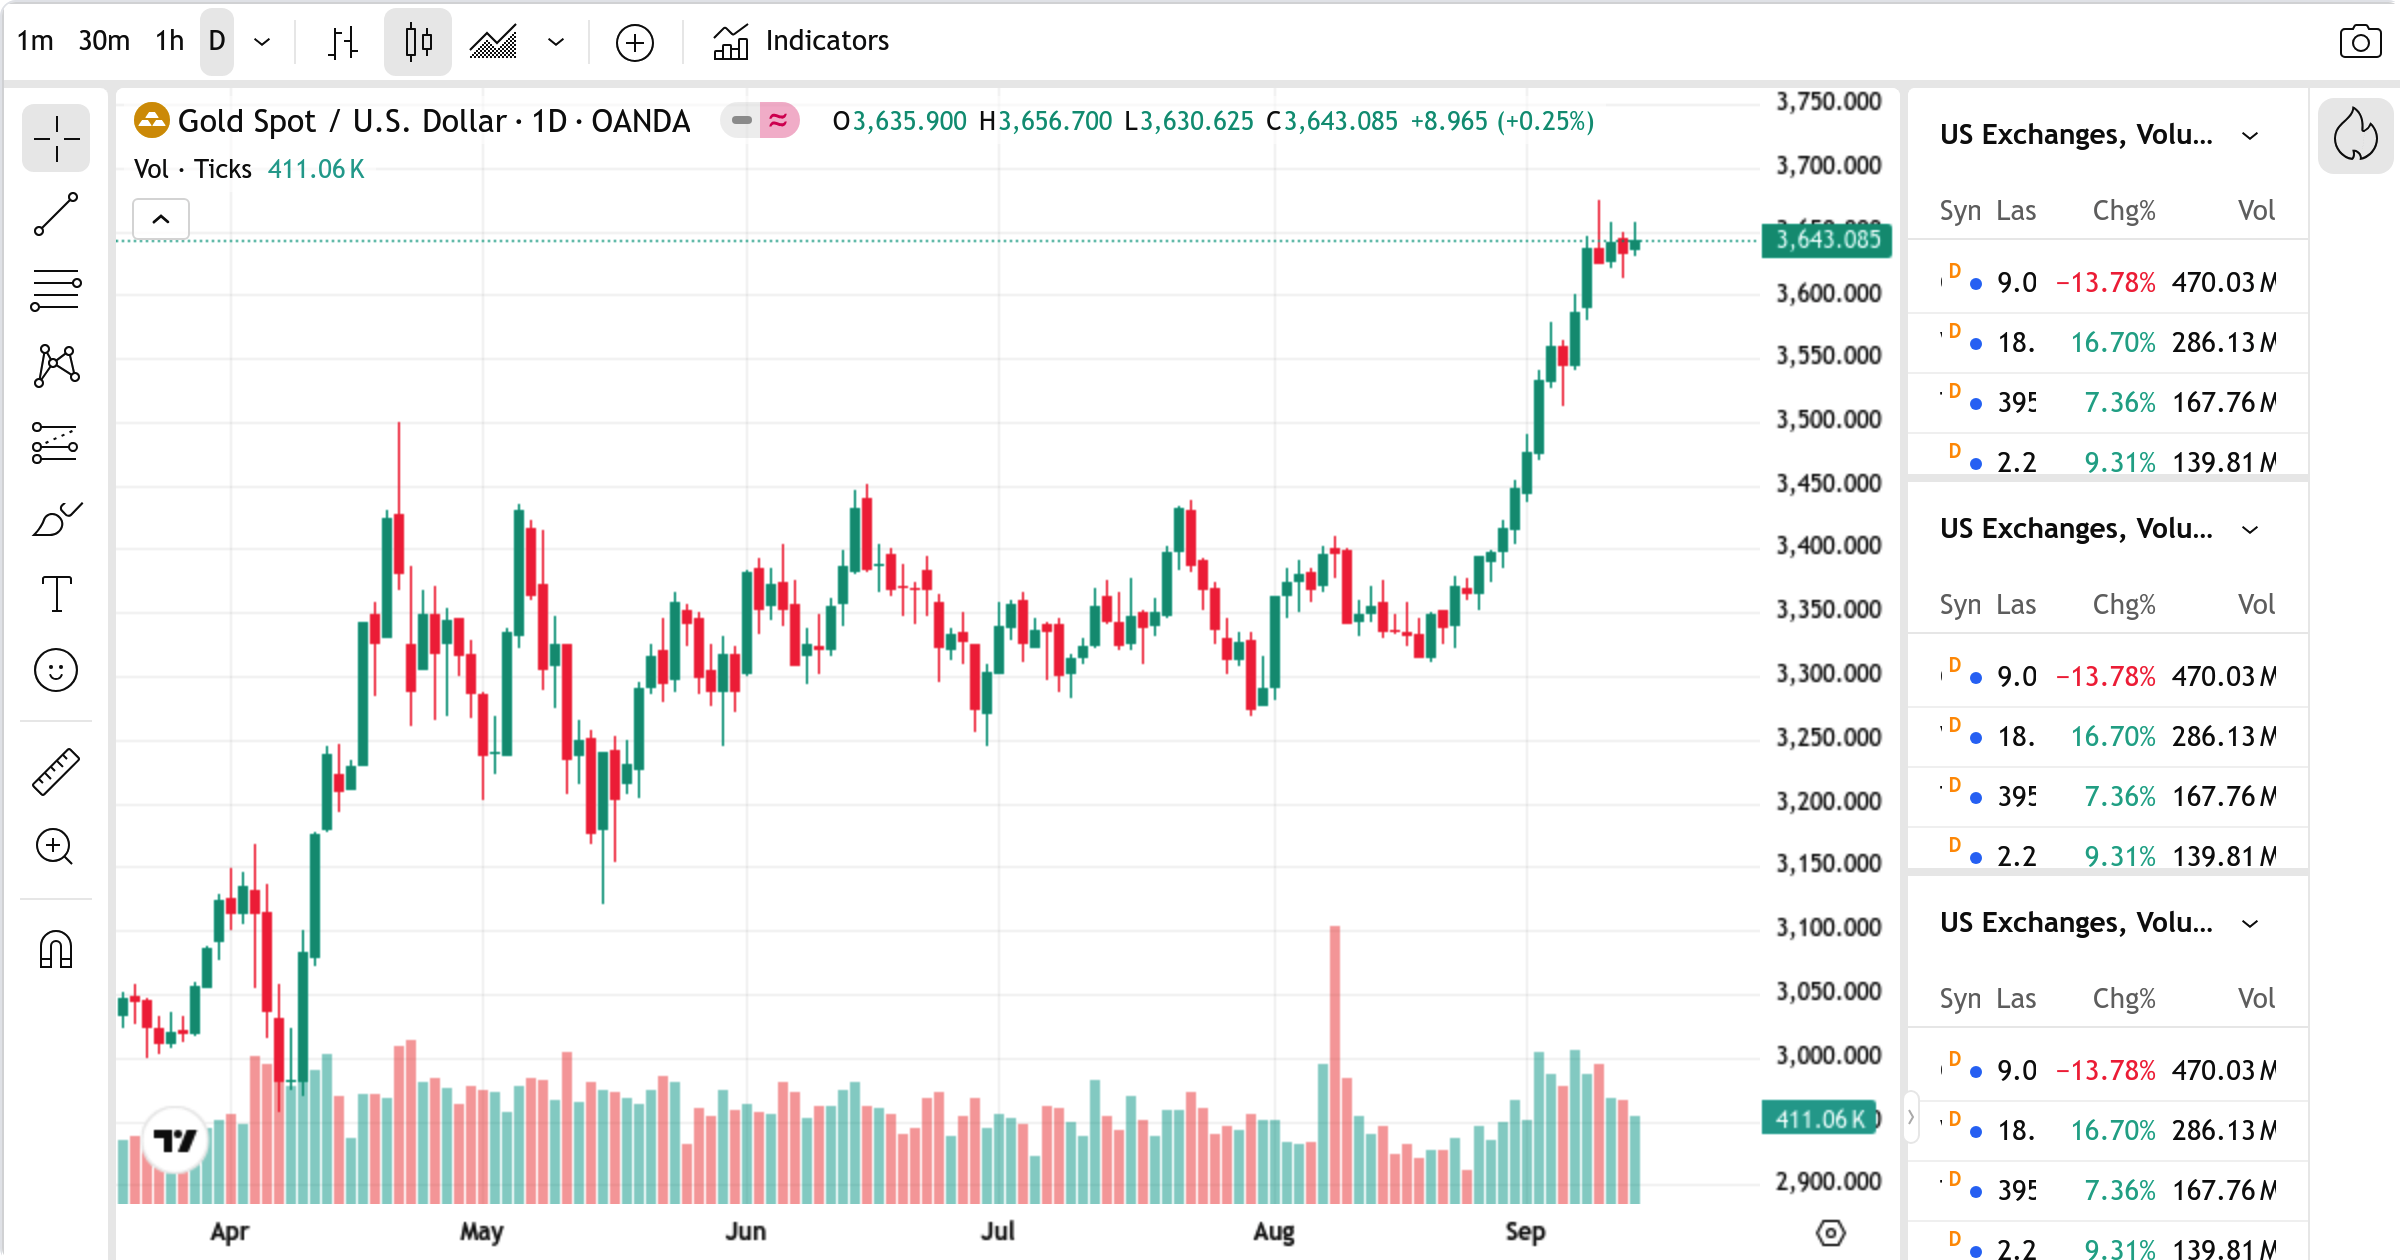 1m 30m 1h D Indicators
Gold Spot / U.S. Dollar · 1D · OANDA O3,635.900 H3,656.700 L3,630.625 C3,643.085 +8.965 (+0.25%)
Vol · Ticks 411.06 K
3,750.000
3,700.000
3,643.085
3,600.000
3,550.000
3,500.000
3,450.000
3,400.000
3,350.000
3,300.000
3,250.000
3,200.000
3,150.000
3,100.000
3,050.000
3,000.000
411.06 K
2,900.000
Apr May Jun Jul Aug Sep
US Exchanges, Volu...
Syn Las Chg% Vol
D 9.0 −13.78% 470.03 M
D 18. 16.70% 286.13 M
D 395 7.36% 167.76 M
D 2.2 9.31% 139.81 M
US Exchanges, Volu...
Syn Las Chg% Vol
D 9.0 −13.78% 470.03 M
D 18. 16.70% 286.13 M
D 395 7.36% 167.76 M
D 2.2 9.31% 139.81 M
US Exchanges, Volu...
Syn Las Chg% Vol
D 9.0 −13.78% 470.03 M
D 18. 16.70% 286.13 M
D 395 7.36% 167.76 M
D 2.2 9.31% 139.81 M